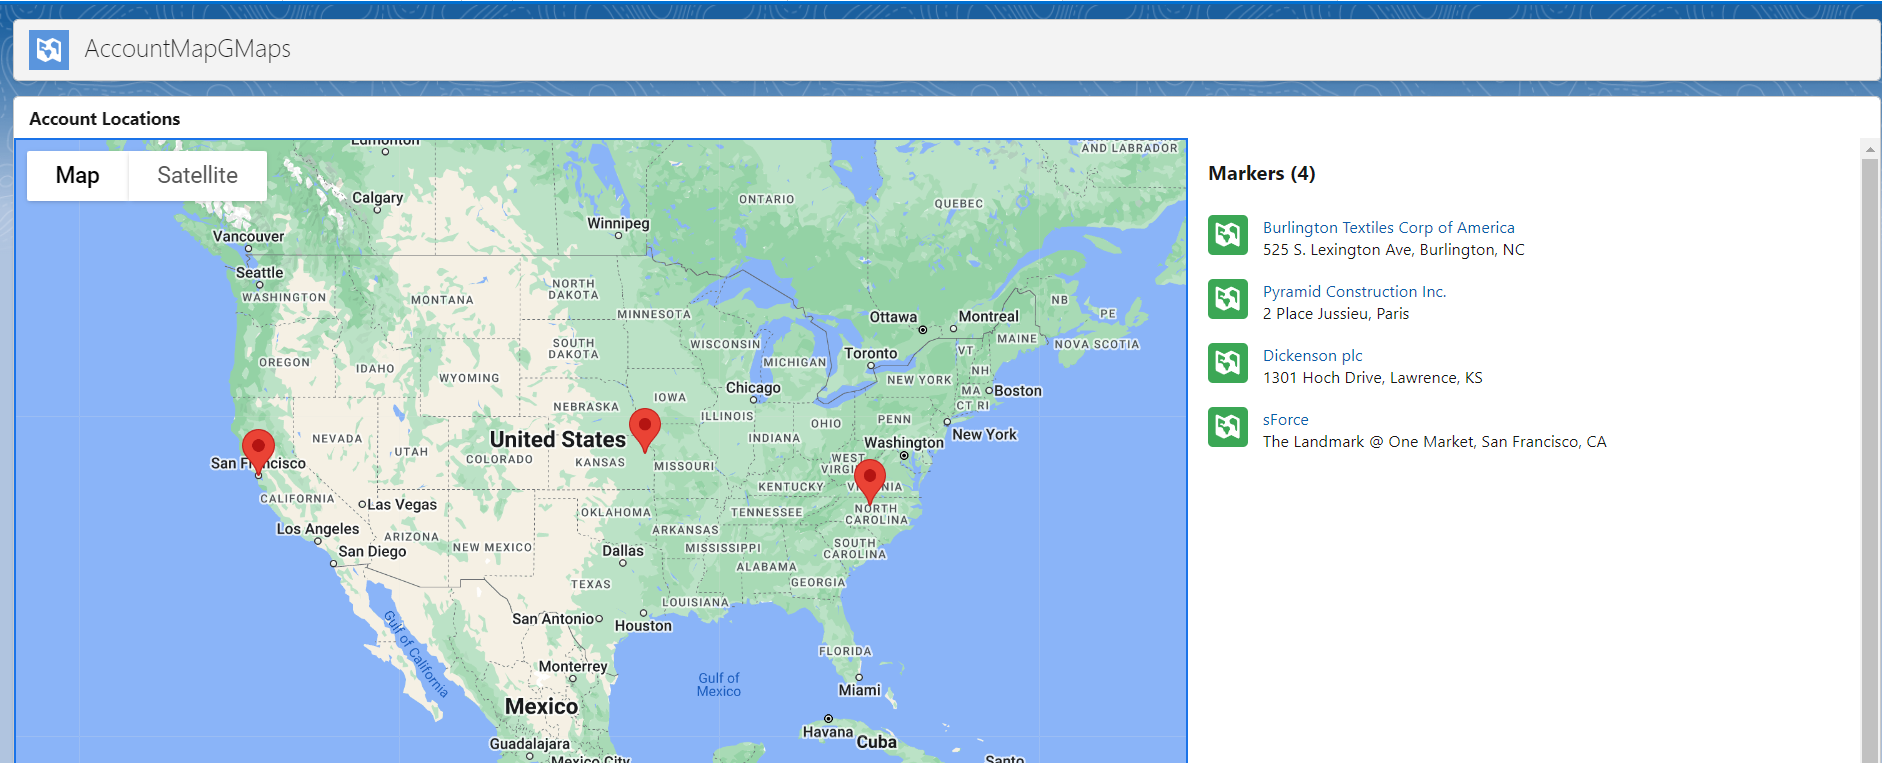 AccountMapGMaps
Account Locations
Map
Satellite
Edmonton
AND LABRADOR
Calgary
ONTARIO
QUEBEC
Winnipeg
Vancouver
Seattle
WASHINGTON
MONTANA
NORTH
DAKOTA
MINNESOTA
Ottawa
Montreal
NB
PE
MAINE
NOVA SCOTIA
OREGON
IDAHO
WYOMING
SOUTH
DAKOTA
WISCONSIN
MICHIGAN
Toronto
VT
NH
NEW YORK
MA
Boston
CT RI
Chicago
IOWA
NEBRASKA
ILLINOIS
INDIANA
OHIO
PENN
New York
Washington
NEVADA
UTAH
COLORADO
United States
KANSAS
MISSOURI
WEST
VIRGINIA
KENTUCKY
VIRGINIA
San Francisco
CALIFORNIA
Las Vegas
OKLAHOMA
TENNESSEE
NORTH
CAROLINA
Los Angeles
ARIZONA
NEW MEXICO
ARKANSAS
MISSISSIPPI
SOUTH
CAROLINA
San Diego
Dallas
TEXAS
ALABAMA
GEORGIA
LOUISIANA
San Antonio
Houston
Gulf of California
FLORIDA
Monterrey
Gulf of
Mexico
Miami
Mexico
Havana
Cuba
Guadalajara
Mexico City
Santo
Markers (4)
Burlington Textiles Corp of America
525 S. Lexington Ave, Burlington, NC
Pyramid Construction Inc.
2 Place Jussieu, Paris
Dickenson plc
1301 Hoch Drive, Lawrence, KS
sForce
The Landmark @ One Market, San Francisco, CA